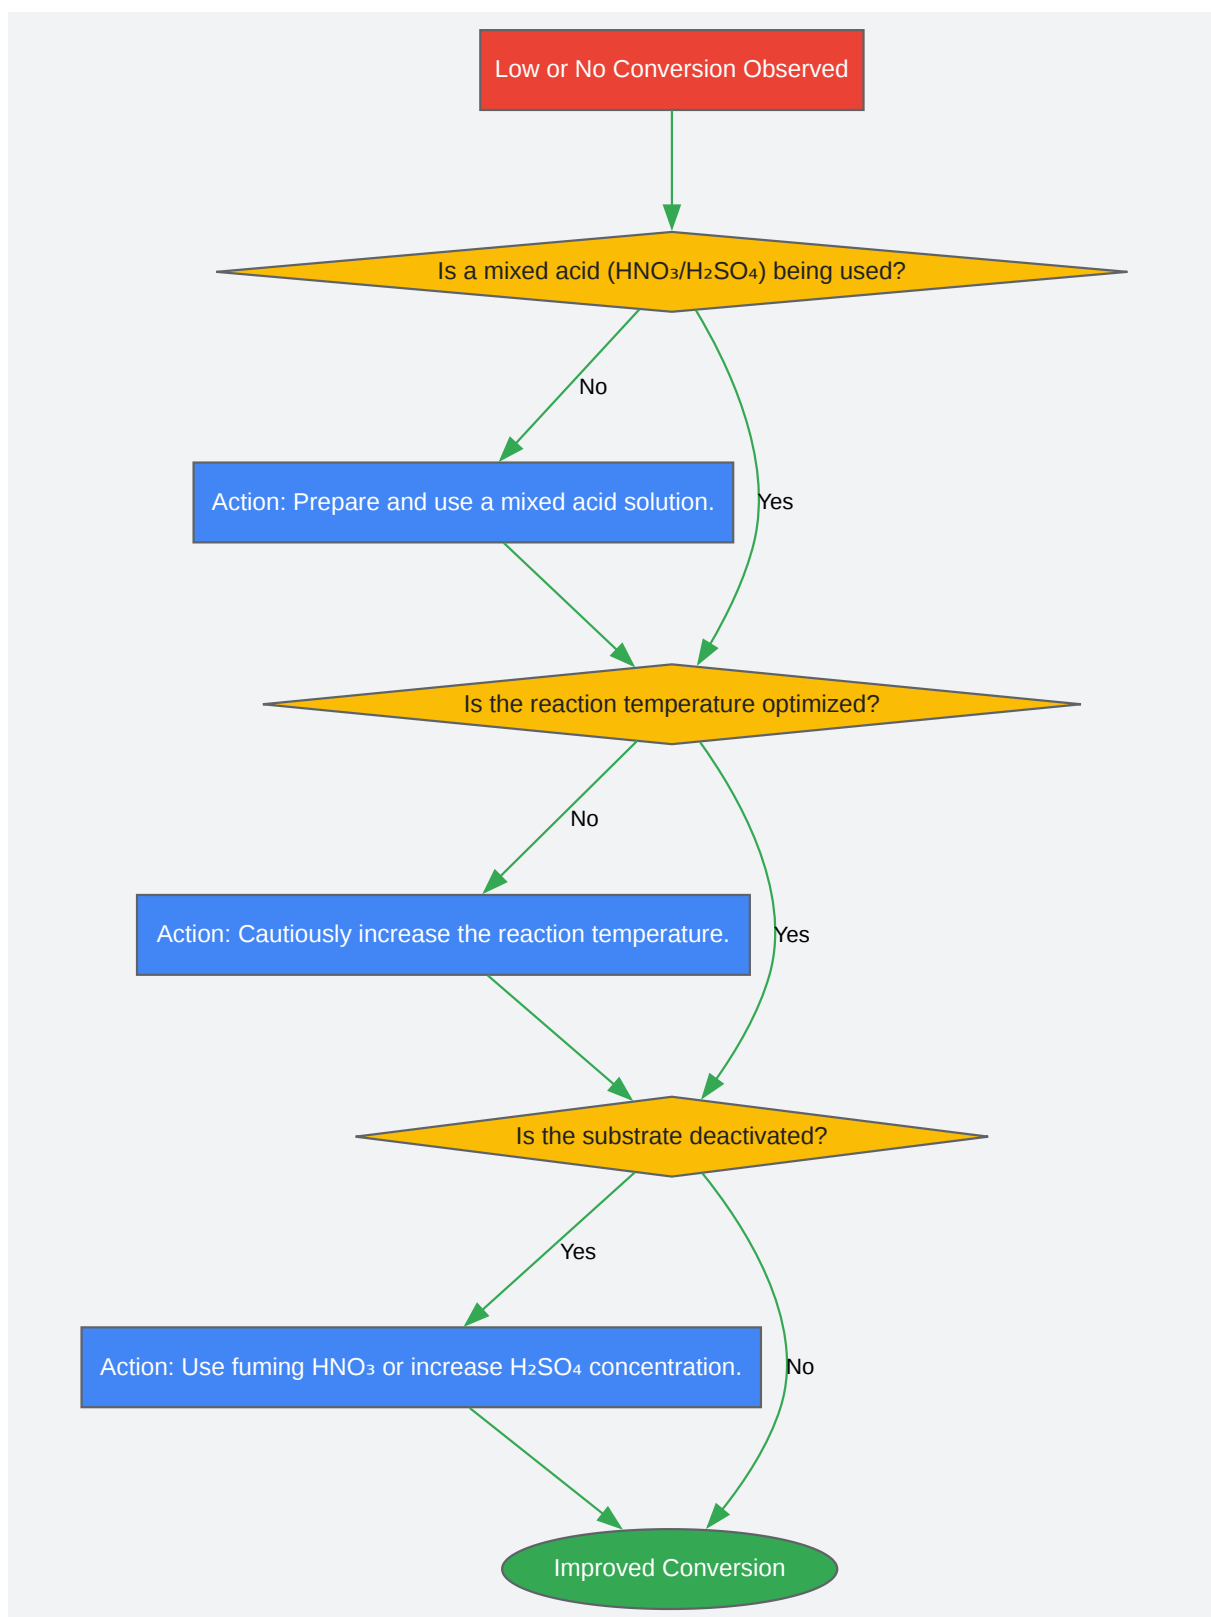 Low or No Conversion Observed
Is a mixed acid (HNO₃/H₂SO₄) being used?
No
Action: Prepare and use a mixed acid solution.
Yes
Is the reaction temperature optimized?
No
Action: Cautiously increase the reaction temperature.
Yes
Is the substrate deactivated?
Yes
Action: Use fuming HNO₃ or increase H₂SO₄ concentration.
No
Improved Conversion